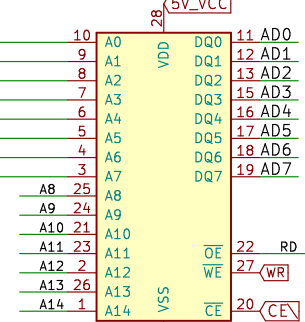 5V_VCC
28
10 A0 VDD DQ0 11 AD0
9 A1 DQ1 12 AD1
8 A2 DQ2 13 AD2
7 A3 DQ3 15 AD3
6 A4 DQ4 16 AD4
5 A5 DQ5 17 AD5
4 A6 DQ6 18 AD6
3 A7 DQ7 19 AD7
A8 25 A8
A9 24 A9
A10 21 A10
A11 23 A11 OE 22 RD
A12 2 A12 WE 27 WR
A13 26 A13 VSS
A14 1 A14 CE 20 CE\